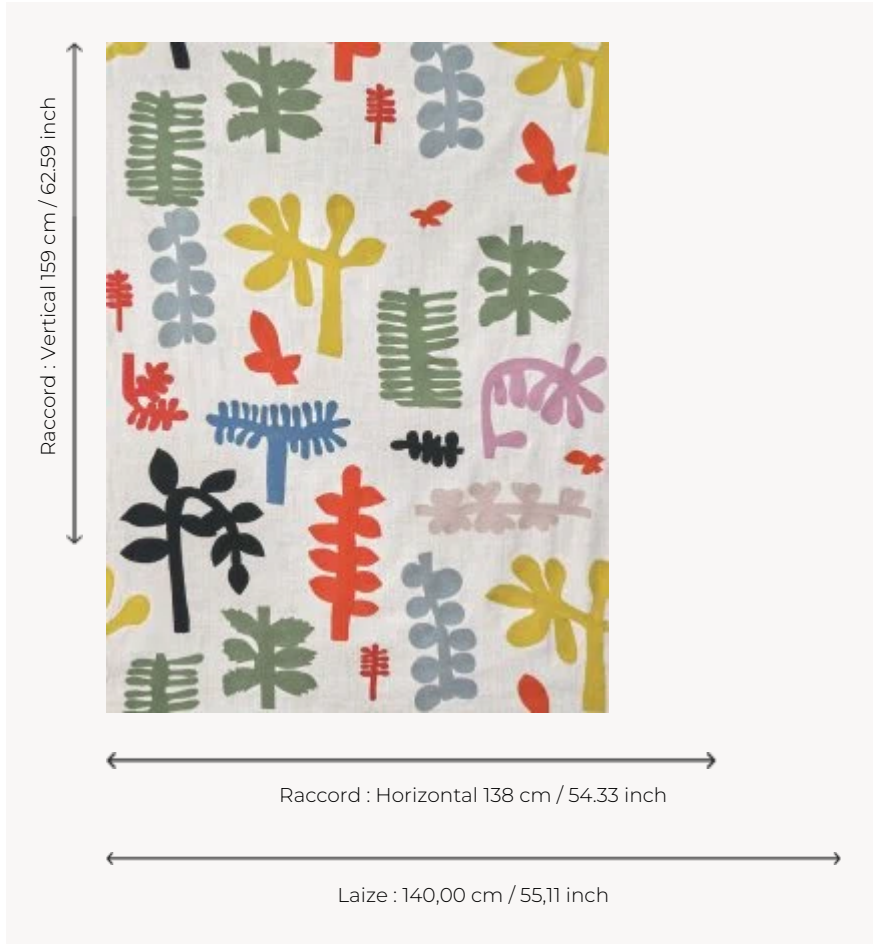 Raccord : Vertical 159 cm / 62.59 inch
Raccord : Horizontal 138 cm / 54.33 inch
Laize : 140,00 cm / 55,11 inch